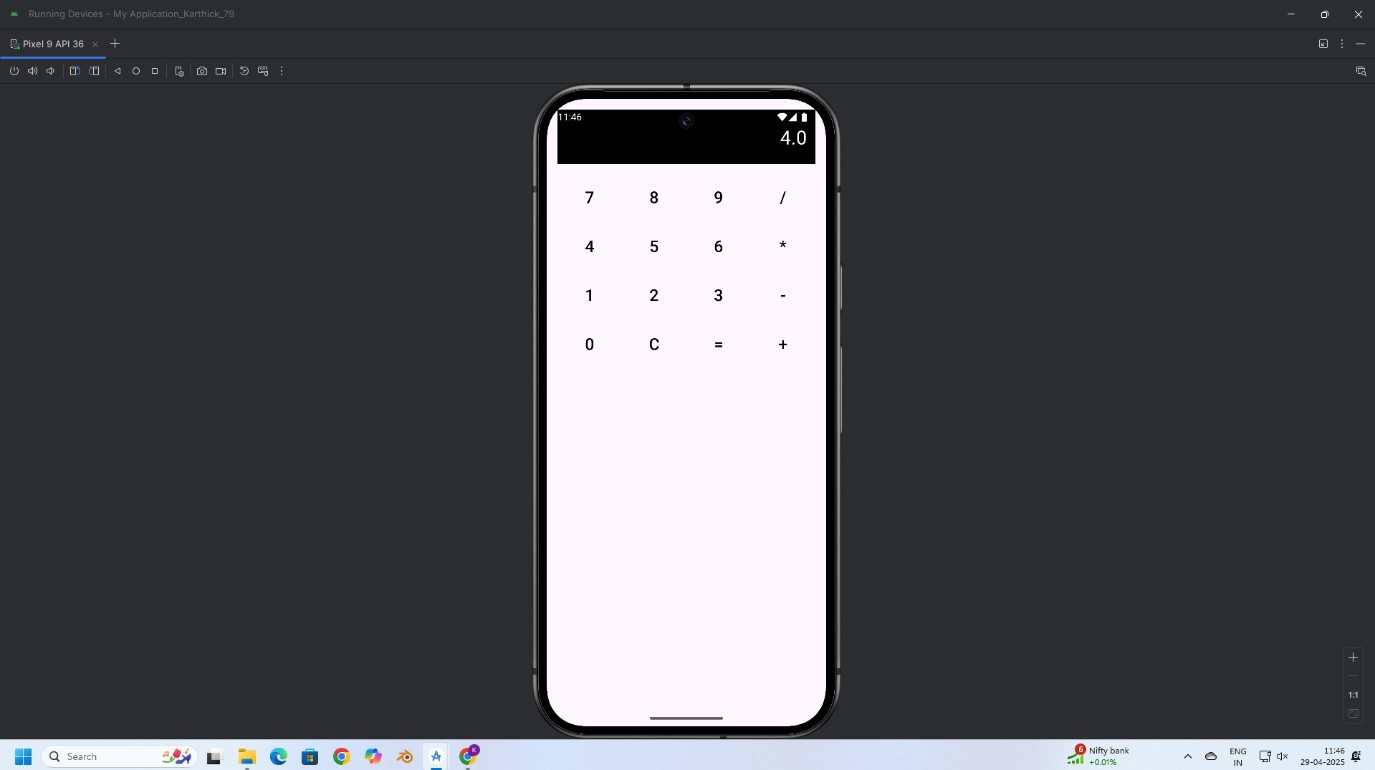 Running Devices - My Application_Karthick_79
Pixel 9 API 36
11:46
4.0
7 8 9 /
4 5 6 *
1 2 3 -
0 C = +
1:1
Search
K
6
Nifty bank
+0.01%
ENG
IN
11:46
29-04-2025